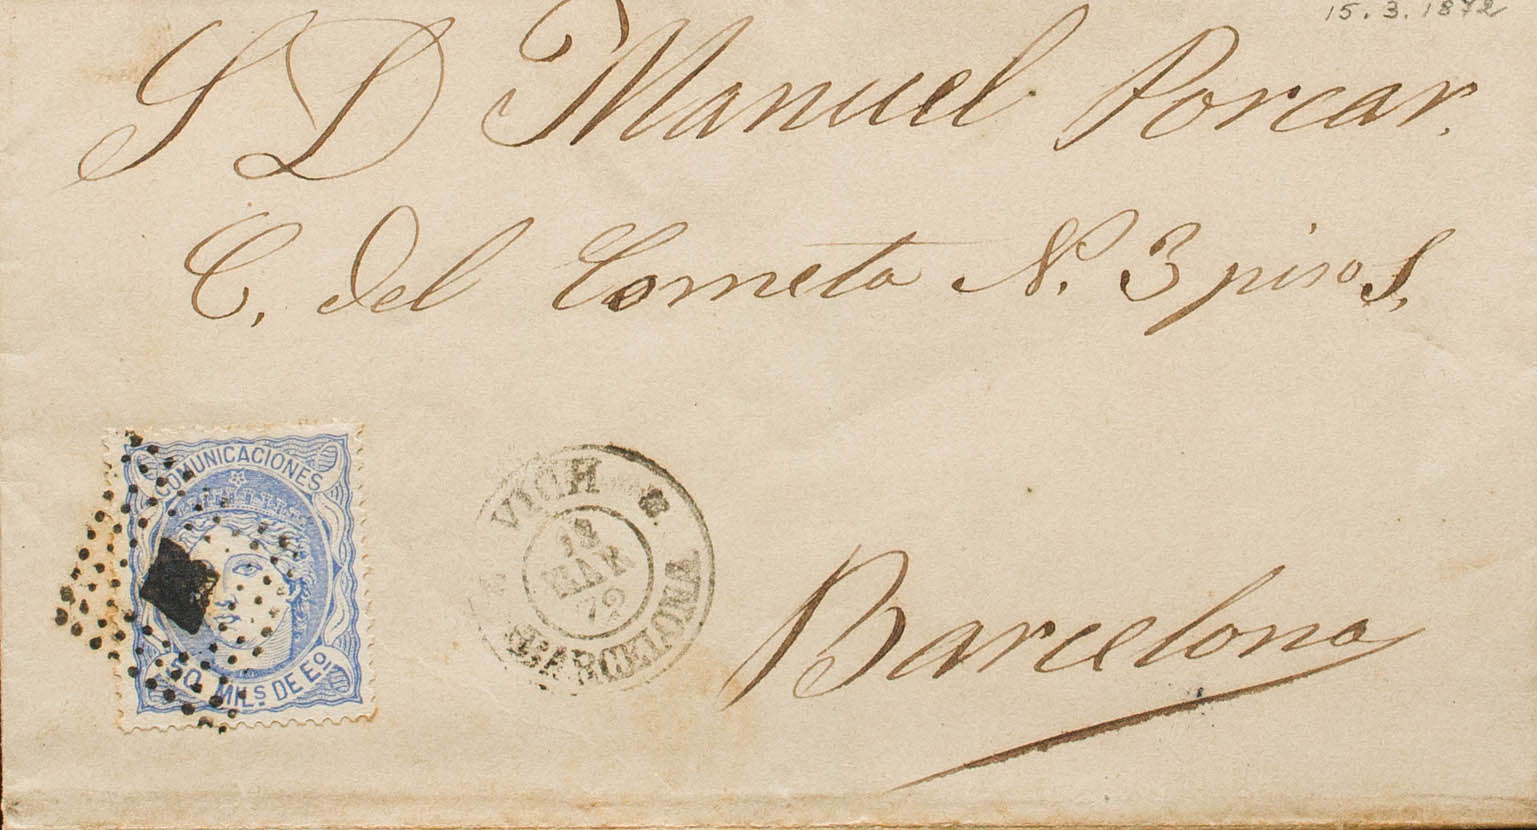 15.3.1872
S D Manuel Porcar.
C. del Cometa N. 3 piso 1,
COMUNICACIONES
50 MILS DE EO
VICH
MAR
72
BARCELONA
Barcelona